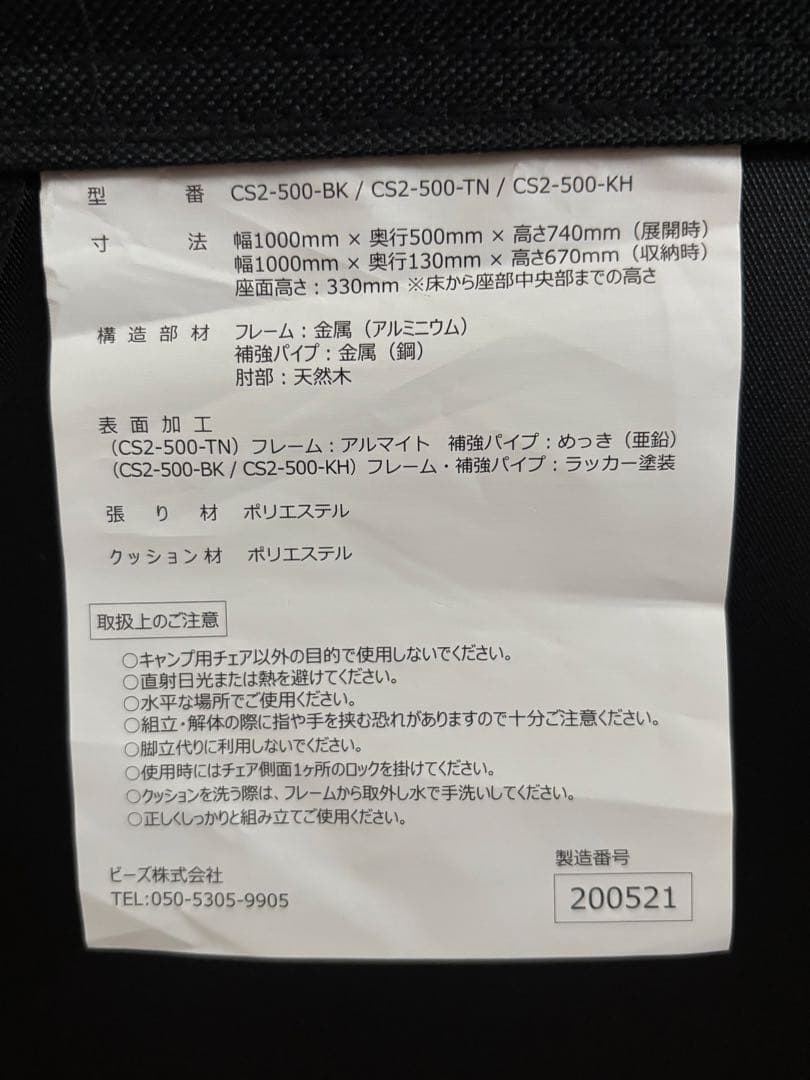 型番 CS2-500-BK / CS2-500-TN / CS2-500-KH
寸法 幅1000mm × 奥行500mm × 高さ740mm（展開時）
幅1000mm × 奥行130mm × 高さ670mm（収納時）
座面高さ：330mm ※床から座部中央部までの高さ
構造部材 フレーム：金属（アルミニウム）
補強パイプ：金属（鋼）
肘部：天然木
表面加工
（CS2-500-TN）フレーム：アルマイト 補強パイプ：めっき（亜鉛）
（CS2-500-BK / CS2-500-KH）フレーム・補強パイプ：ラッカー塗装
張り材 ポリエステル
クッション材 ポリエステル
取扱上のご注意
○キャンプ用チェア以外の目的で使用しないでください。
○直射日光または熱を避けてください。
○水平な場所でご使用ください。
○組立・解体の際に指や手を挟む恐れがありますので十分ご注意ください。
○脚立代りに利用しないでください。
○使用時にはチェア側面1ヶ所のロックを掛けてください。
○クッションを洗う際は、フレームから取外し水で手洗いしてください。
○正しくしっかりと組み立てご使用ください。
ビーズ株式会社
TEL:050-5305-9905
製造番号
200521